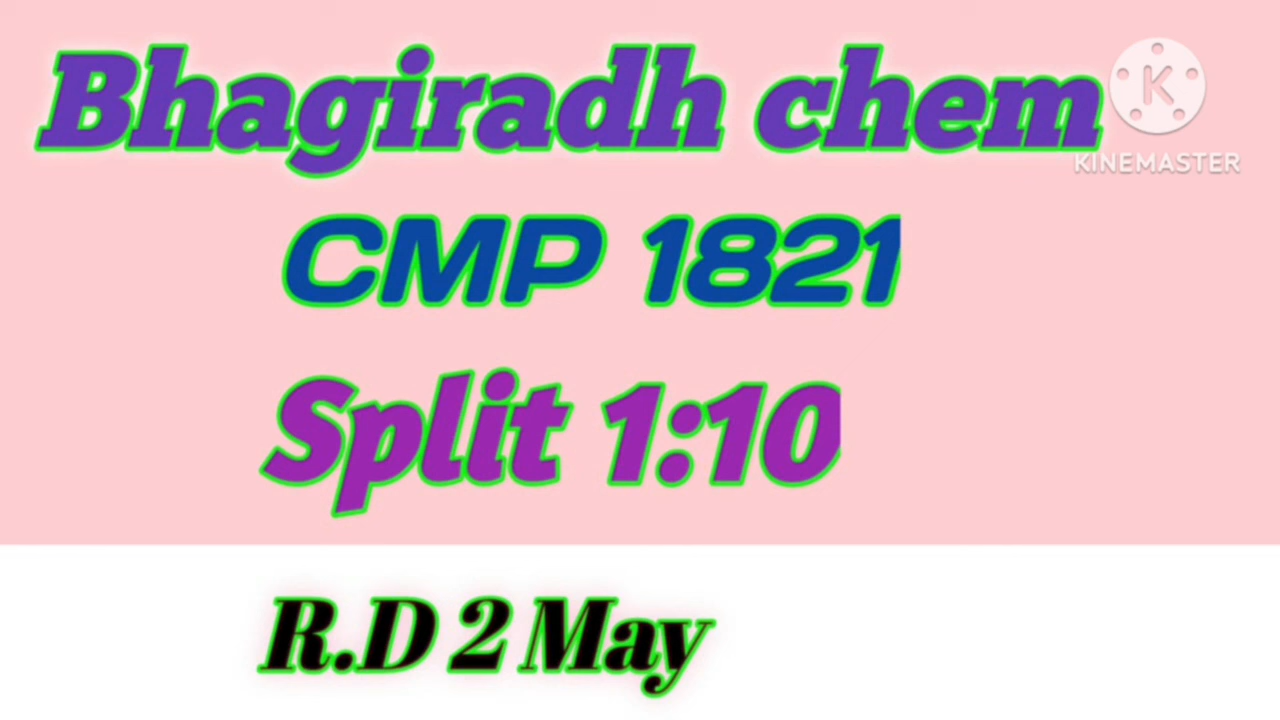 Bhagiradh chem
KINEMASTER
CMP 1821
Split 1:10
R.D 2 May